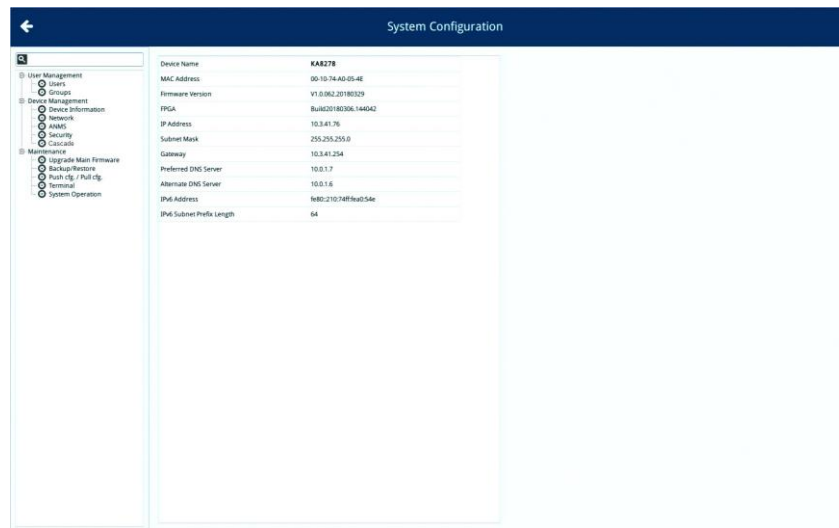 System Configuration
User Management
Users
Groups
Device Management
Device Information
Network
ANMS
Security
Cascade
Maintenance
Upgrade Main Firmware
Backup/Restore
Push cfg. / Pull cfg.
Terminal
System Operation
Device Name KA8278
MAC Address 00-10-74-A0-05-4E
Firmware Version V1.0.062.20180329
FPGA Build20180306.144042
IP Address 10.3.41.76
Subnet Mask 255.255.255.0
Gateway 10.3.41.254
Preferred DNS Server 10.0.1.7
Alternate DNS Server 10.0.1.6
IPv6 Address fe80::210:74ff:fea0:54e
IPv6 Subnet Prefix Length 64